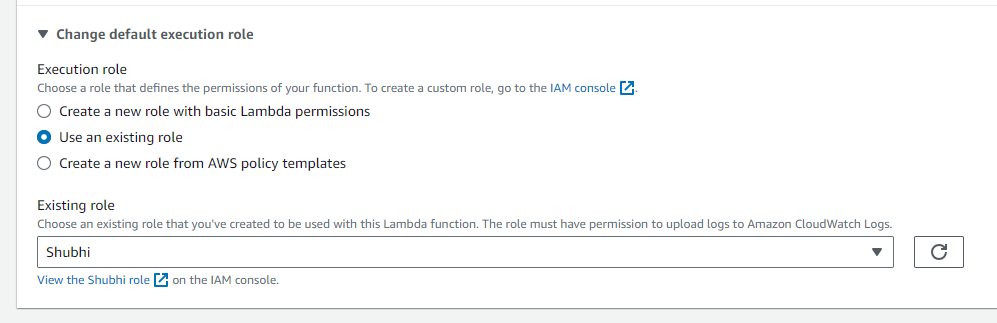 Change default execution role
Execution role
Choose a role that defines the permissions of your function. To create a custom role, go to the IAM console.
Create a new role with basic Lambda permissions
Use an existing role
Create a new role from AWS policy templates
Existing role
Choose an existing role that you've created to be used with this Lambda function. The role must have permission to upload logs to Amazon CloudWatch Logs.
Shubhi
View the Shubhi role on the IAM console.